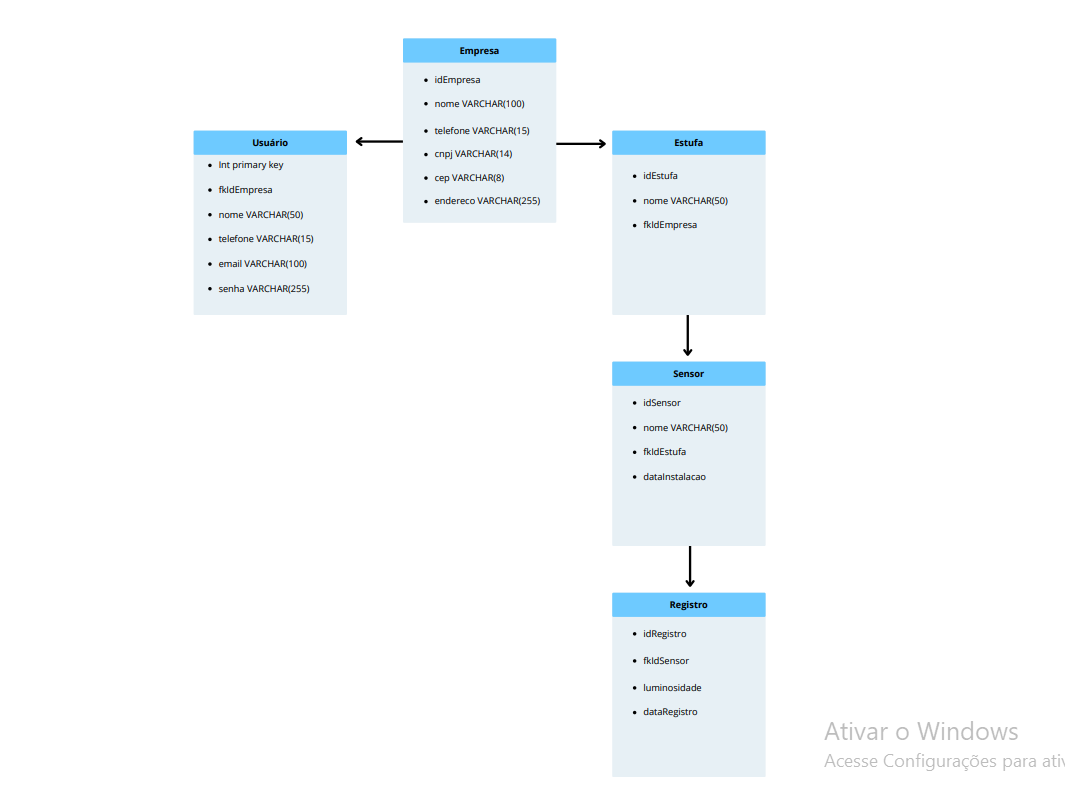 Empresa
idEmpresa
nome VARCHAR(100)
telefone VARCHAR(15)
cnpj VARCHAR(14)
cep VARCHAR(8)
endereco VARCHAR(255)
Usuário
Int primary key
fkIdEmpresa
nome VARCHAR(50)
telefone VARCHAR(15)
email VARCHAR(100)
senha VARCHAR(255)
Estufa
idEstufa
nome VARCHAR(50)
fkIdEmpresa
Sensor
idSensor
nome VARCHAR(50)
fkIdEstufa
dataInstalacao
Registro
idRegistro
fkIdSensor
luminosidade
dataRegistro
Ativar o Windows
Acesse Configurações para ativ